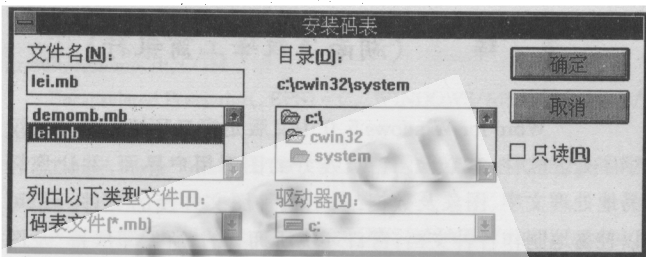 安装码表
文件名(N):
lei.mb
demomb.mb
lei.mb
列出以下类型文件(T):
码表文件(*.mb)
目录(D):
c:\cwin32\system
c:\
cwin32
system
驱动器(V):
c:
确定
取消
只读(R)